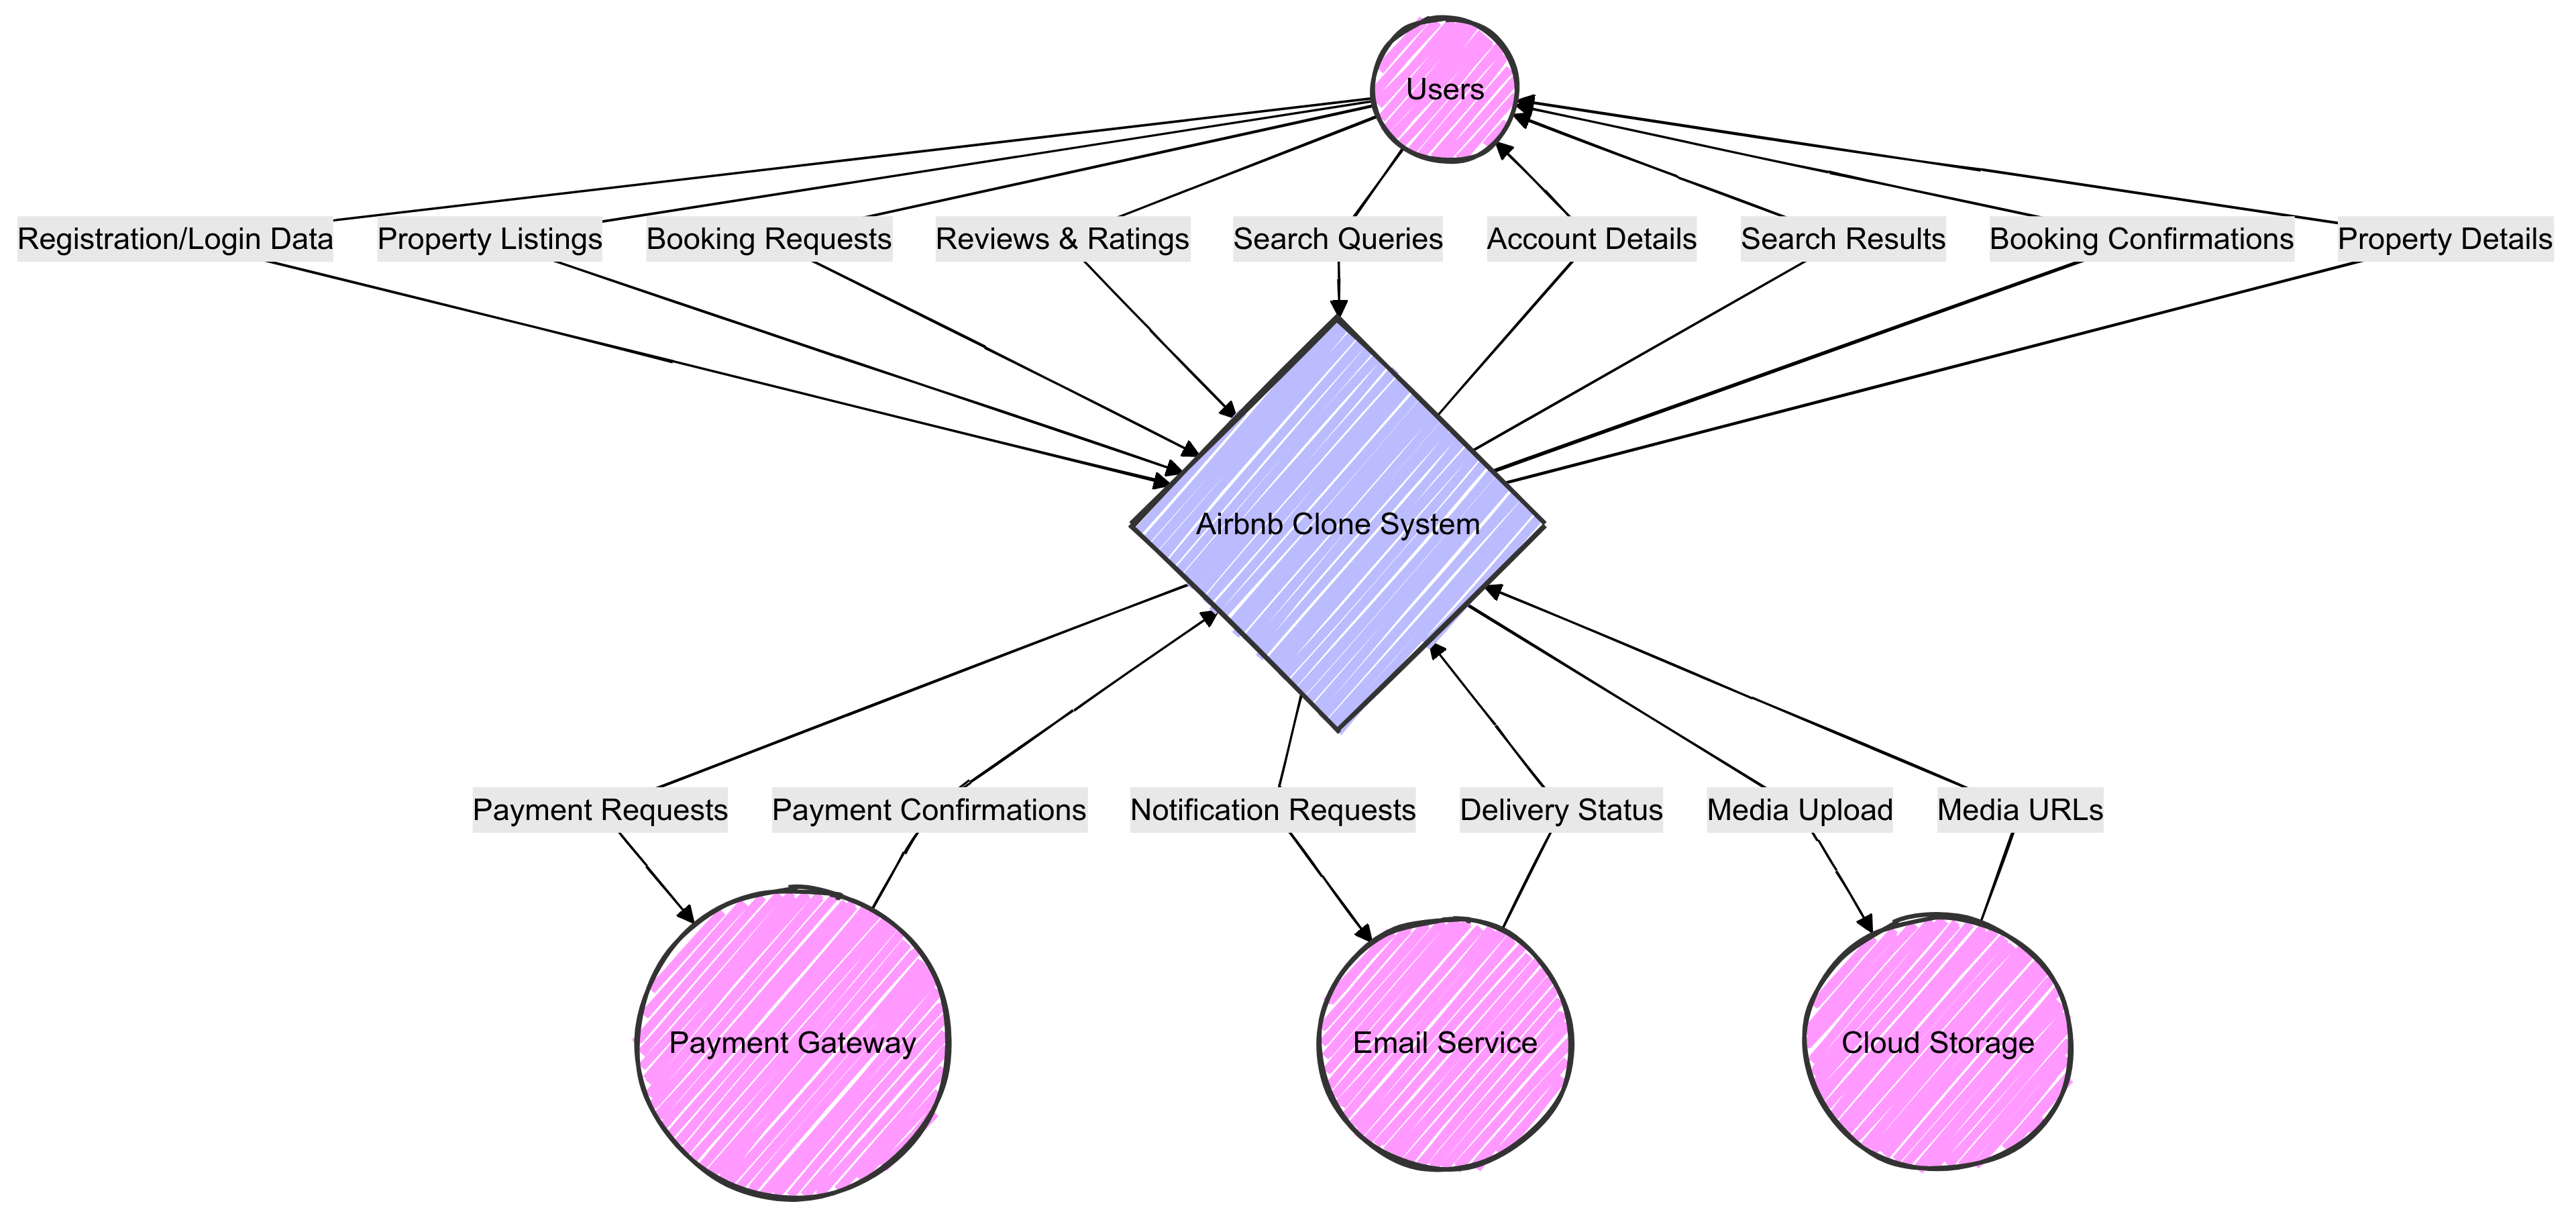 Users
Registration/Login Data
Property Listings
Booking Requests
Reviews & Ratings
Search Queries
Account Details
Search Results
Booking Confirmations
Property Details
Airbnb Clone System
Payment Requests
Payment Confirmations
Notification Requests
Delivery Status
Media Upload
Media URLs
Payment Gateway
Email Service
Cloud Storage